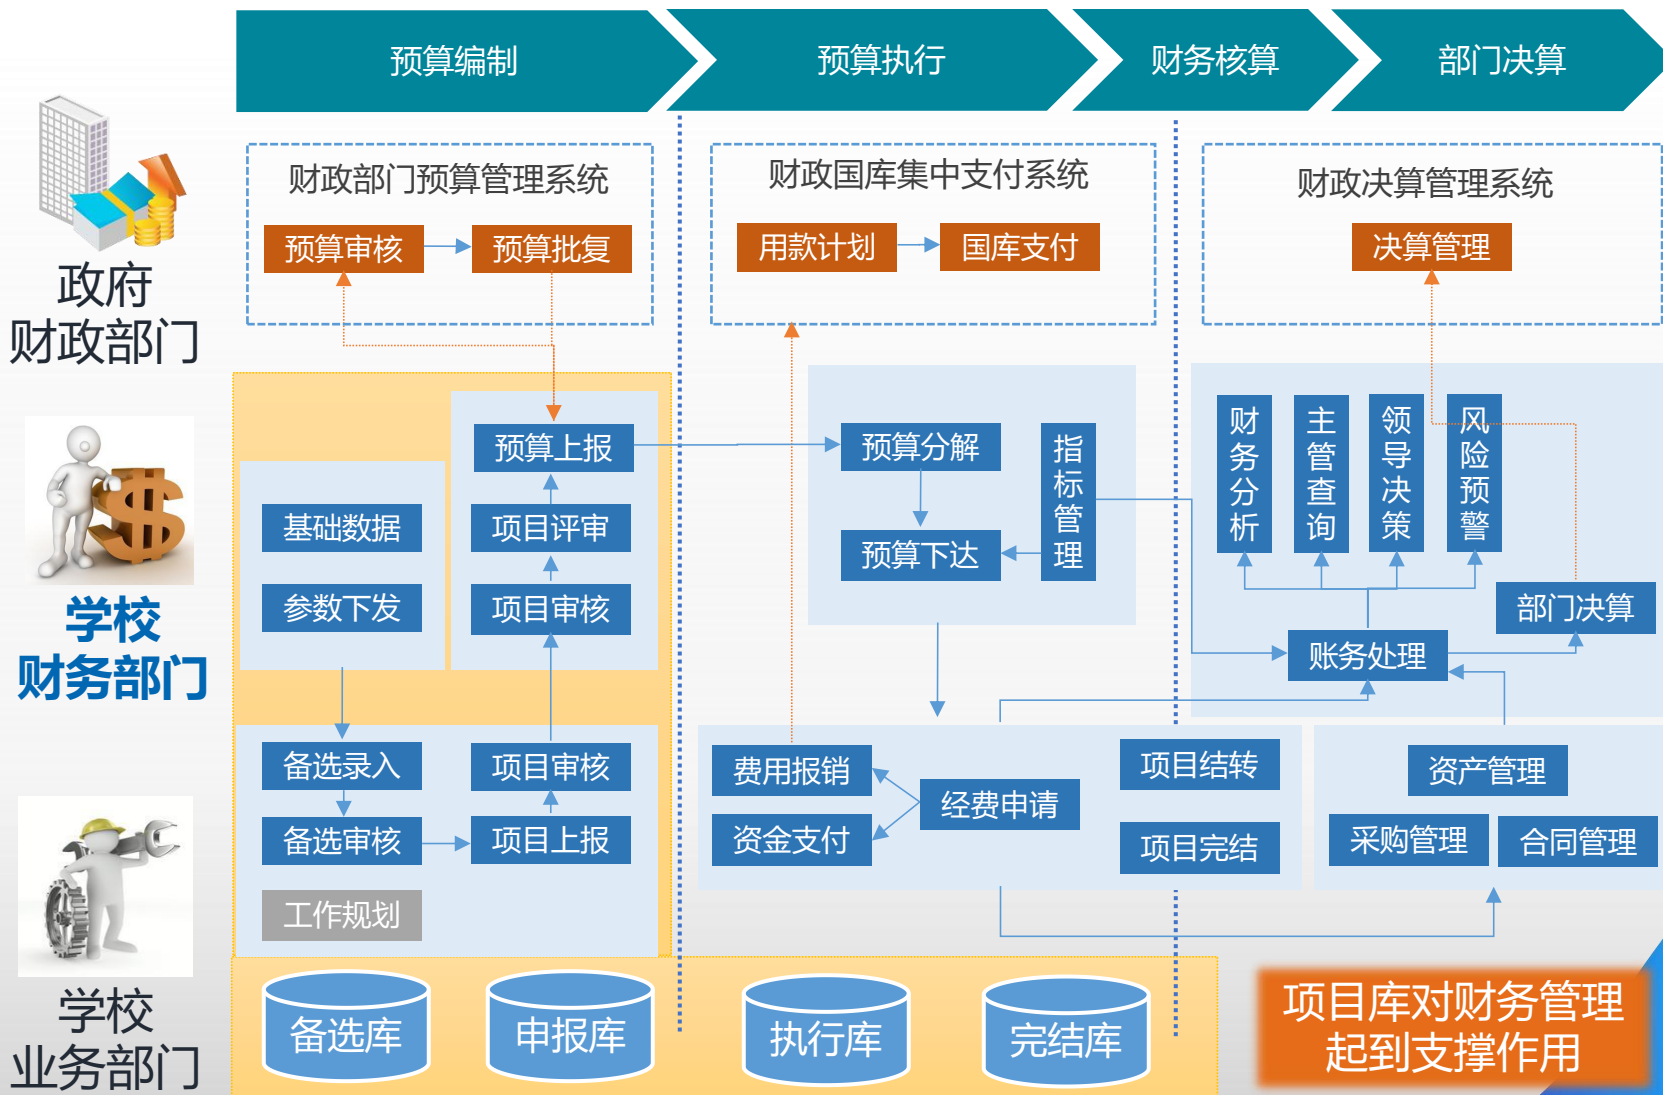 预算编制
预算执行
财务核算
部门决算
财政部门预算管理系统
预算审核
预算批复
财政国库集中支付系统
用款计划
国库支付
财政决算管理系统
决算管理
政府
财政部门
学校
财务部门
基础数据
参数下发
预算上报
项目评审
项目审核
预算分解
预算下达
指标管理
财务分析
主管查询
领导决策
风险预警
部门决算
账务处理
学校
业务部门
备选录入
备选审核
工作规划
项目审核
项目上报
费用报销
资金支付
经费申请
项目结转
项目完结
资产管理
采购管理
合同管理
备选库
申报库
执行库
完结库
项目库对财务管理
起到支撑作用